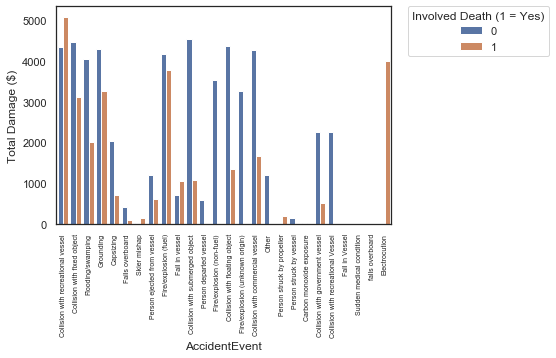 Involved Death (1 = Yes)
0
1
Total Damage ($)
5000
4000
3000
2000
1000
0
Collision with recreational vessel
Collision with fixed object
Flooding/swamping
Grounding
Capsizing
Falls overboard
Skier mishap
Person ejected from vessel
Fire/explosion (fuel)
Fall in vessel
Collision with submerged object
Person departed vessel
Fire/explosion (non-fuel)
Collision with floating object
Fire/explosion (unknown origin)
Collision with commercial vessel
Other
Person struck by propeller
Person struck by vessel
Carbon monoxide exposure
Collision with government vessel
Collision with recreational Vessel
Fall in Vessel
Sudden medical condition
falls overboard
Electrocution
AccidentEvent